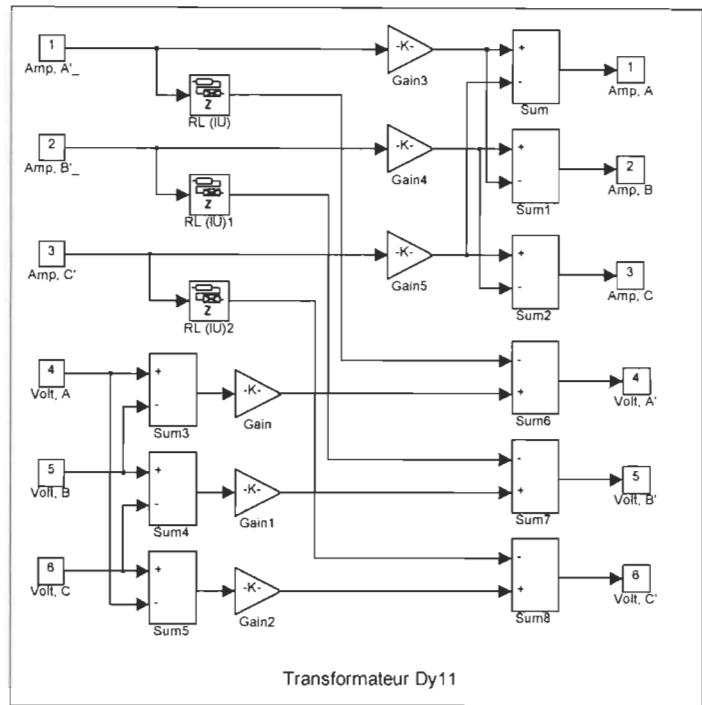 1
Amp, A'_
-K-
Gain3
+
-
Sum
1
Amp, A
Z
RL (IU)
2
Amp, B'_
-K-
Gain4
+
-
Sum1
2
Amp, B
Z
RL (IU)1
3
Amp, C'
-K-
Gain5
+
-
Sum2
3
Amp, C
Z
RL (IU)2
4
Volt, A
+
-
Sum3
-K-
Gain
-
+
Sum6
4
Volt, A'
5
Volt, B
+
-
Sum4
-K-
Gain1
-
+
Sum7
5
Volt, B'
6
Volt, C
+
-
Sum5
-K-
Gain2
-
+
Sum8
6
Volt, C'
Transformateur Dy11